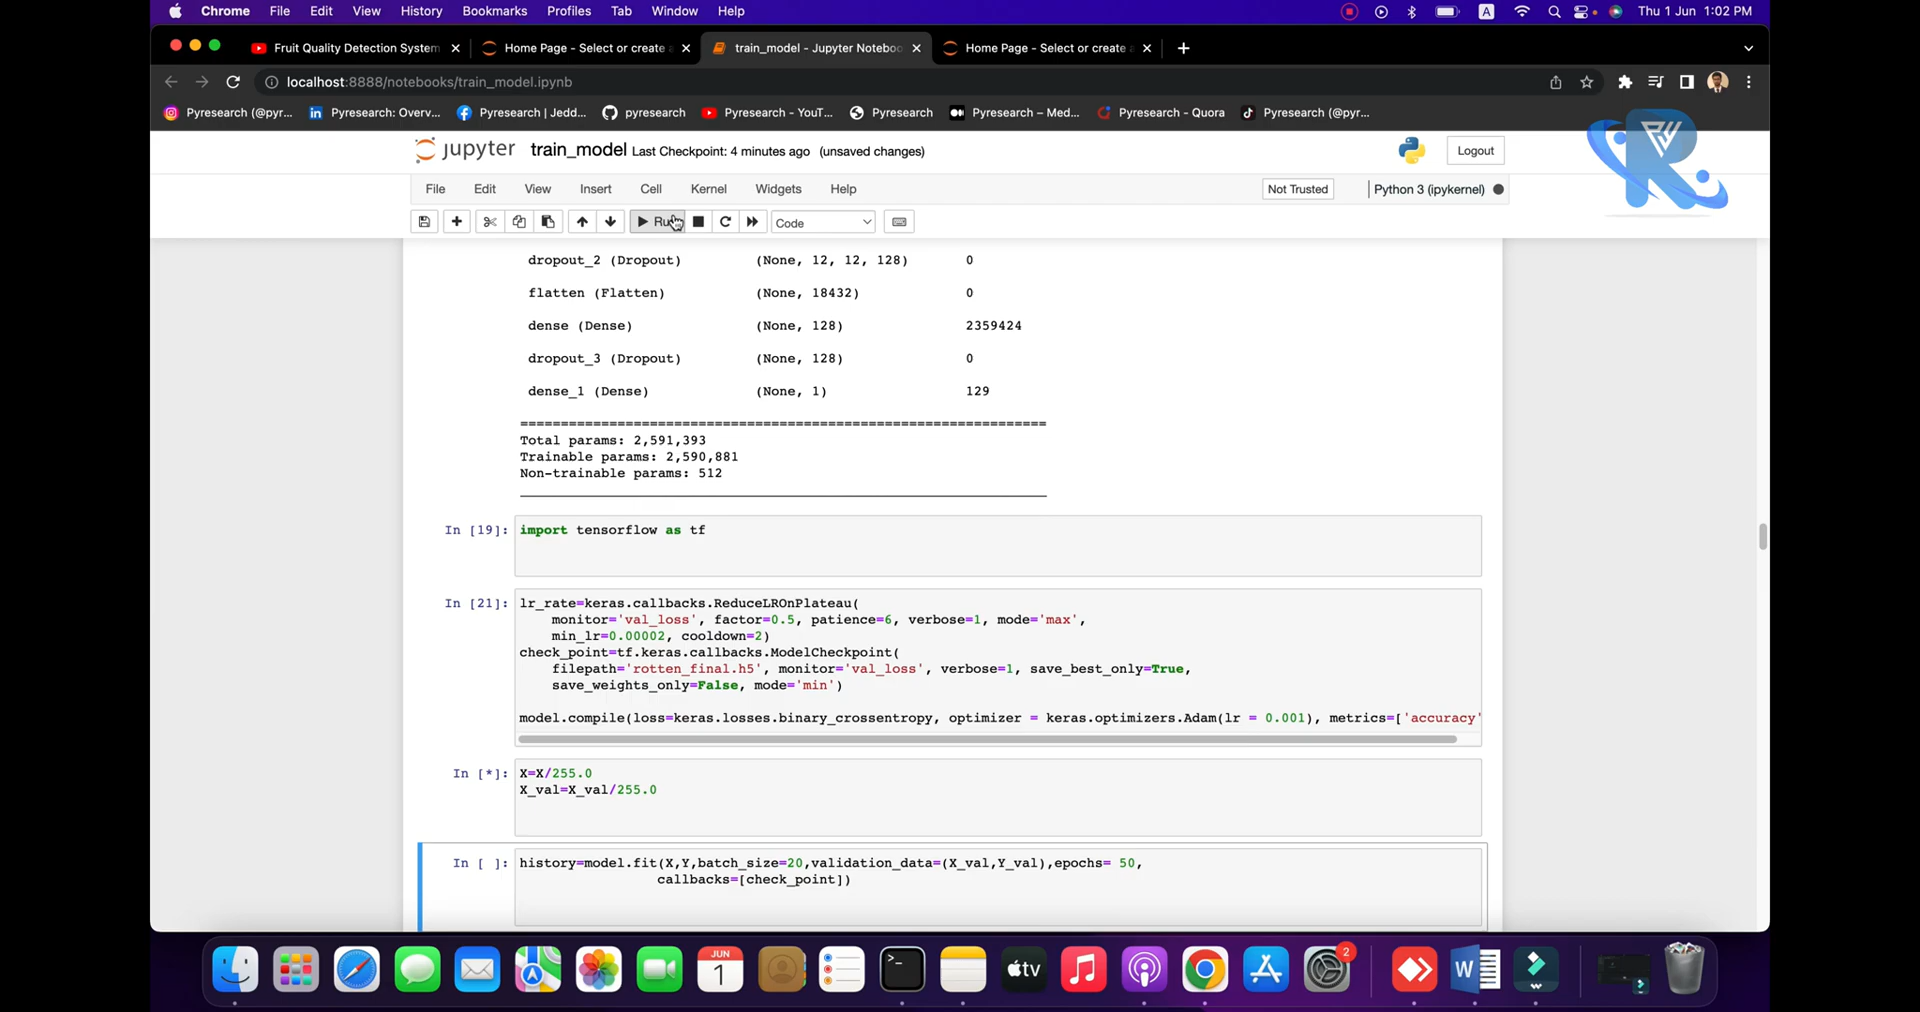 Chrome File Edit View History Bookmarks Profiles Tab Window Help A Thu 1 Jun 1:02 PM
Fruit Quality Detection System Home Page - Select or create a train_model - Jupyter Noteboo Home Page - Select or create a
localhost:8888/notebooks/train_model.ipynb
Pyresearch (@pyr... Pyresearch: Overv... Pyresearch | Jedd... pyresearch Pyresearch - YouT... Pyresearch Pyresearch – Med... Pyresearch - Quora Pyresearch (@pyr...
jupyter train_model Last Checkpoint: 4 minutes ago (unsaved changes) Logout
File Edit View Insert Cell Kernel Widgets Help Not Trusted Python 3 (ipykernel)
Run Code
dropout_2 (Dropout) (None, 12, 12, 128) 0
flatten (Flatten) (None, 18432) 0
dense (Dense) (None, 128) 2359424
dropout_3 (Dropout) (None, 128) 0
dense_1 (Dense) (None, 1) 129
=================================================================
Total params: 2,591,393
Trainable params: 2,590,881
Non-trainable params: 512
In [19]: import tensorflow as tf
In [21]: lr_rate=keras.callbacks.ReduceLROnPlateau(
monitor='val_loss', factor=0.5, patience=6, verbose=1, mode='max',
min_lr=0.00002, cooldown=2)
check_point=tf.keras.callbacks.ModelCheckpoint(
filepath='rotten_final.h5', monitor='val_loss', verbose=1, save_best_only=True,
save_weights_only=False, mode='min')
model.compile(loss=keras.losses.binary_crossentropy, optimizer = keras.optimizers.Adam(lr = 0.001), metrics=['accuracy'
In [*]: X=X/255.0
X_val=X_val/255.0
In [ ]: history=model.fit(X,Y,batch_size=20,validation_data=(X_val,Y_val),epochs= 50,
callbacks=[check_point])
JUN
1
tv
2
W